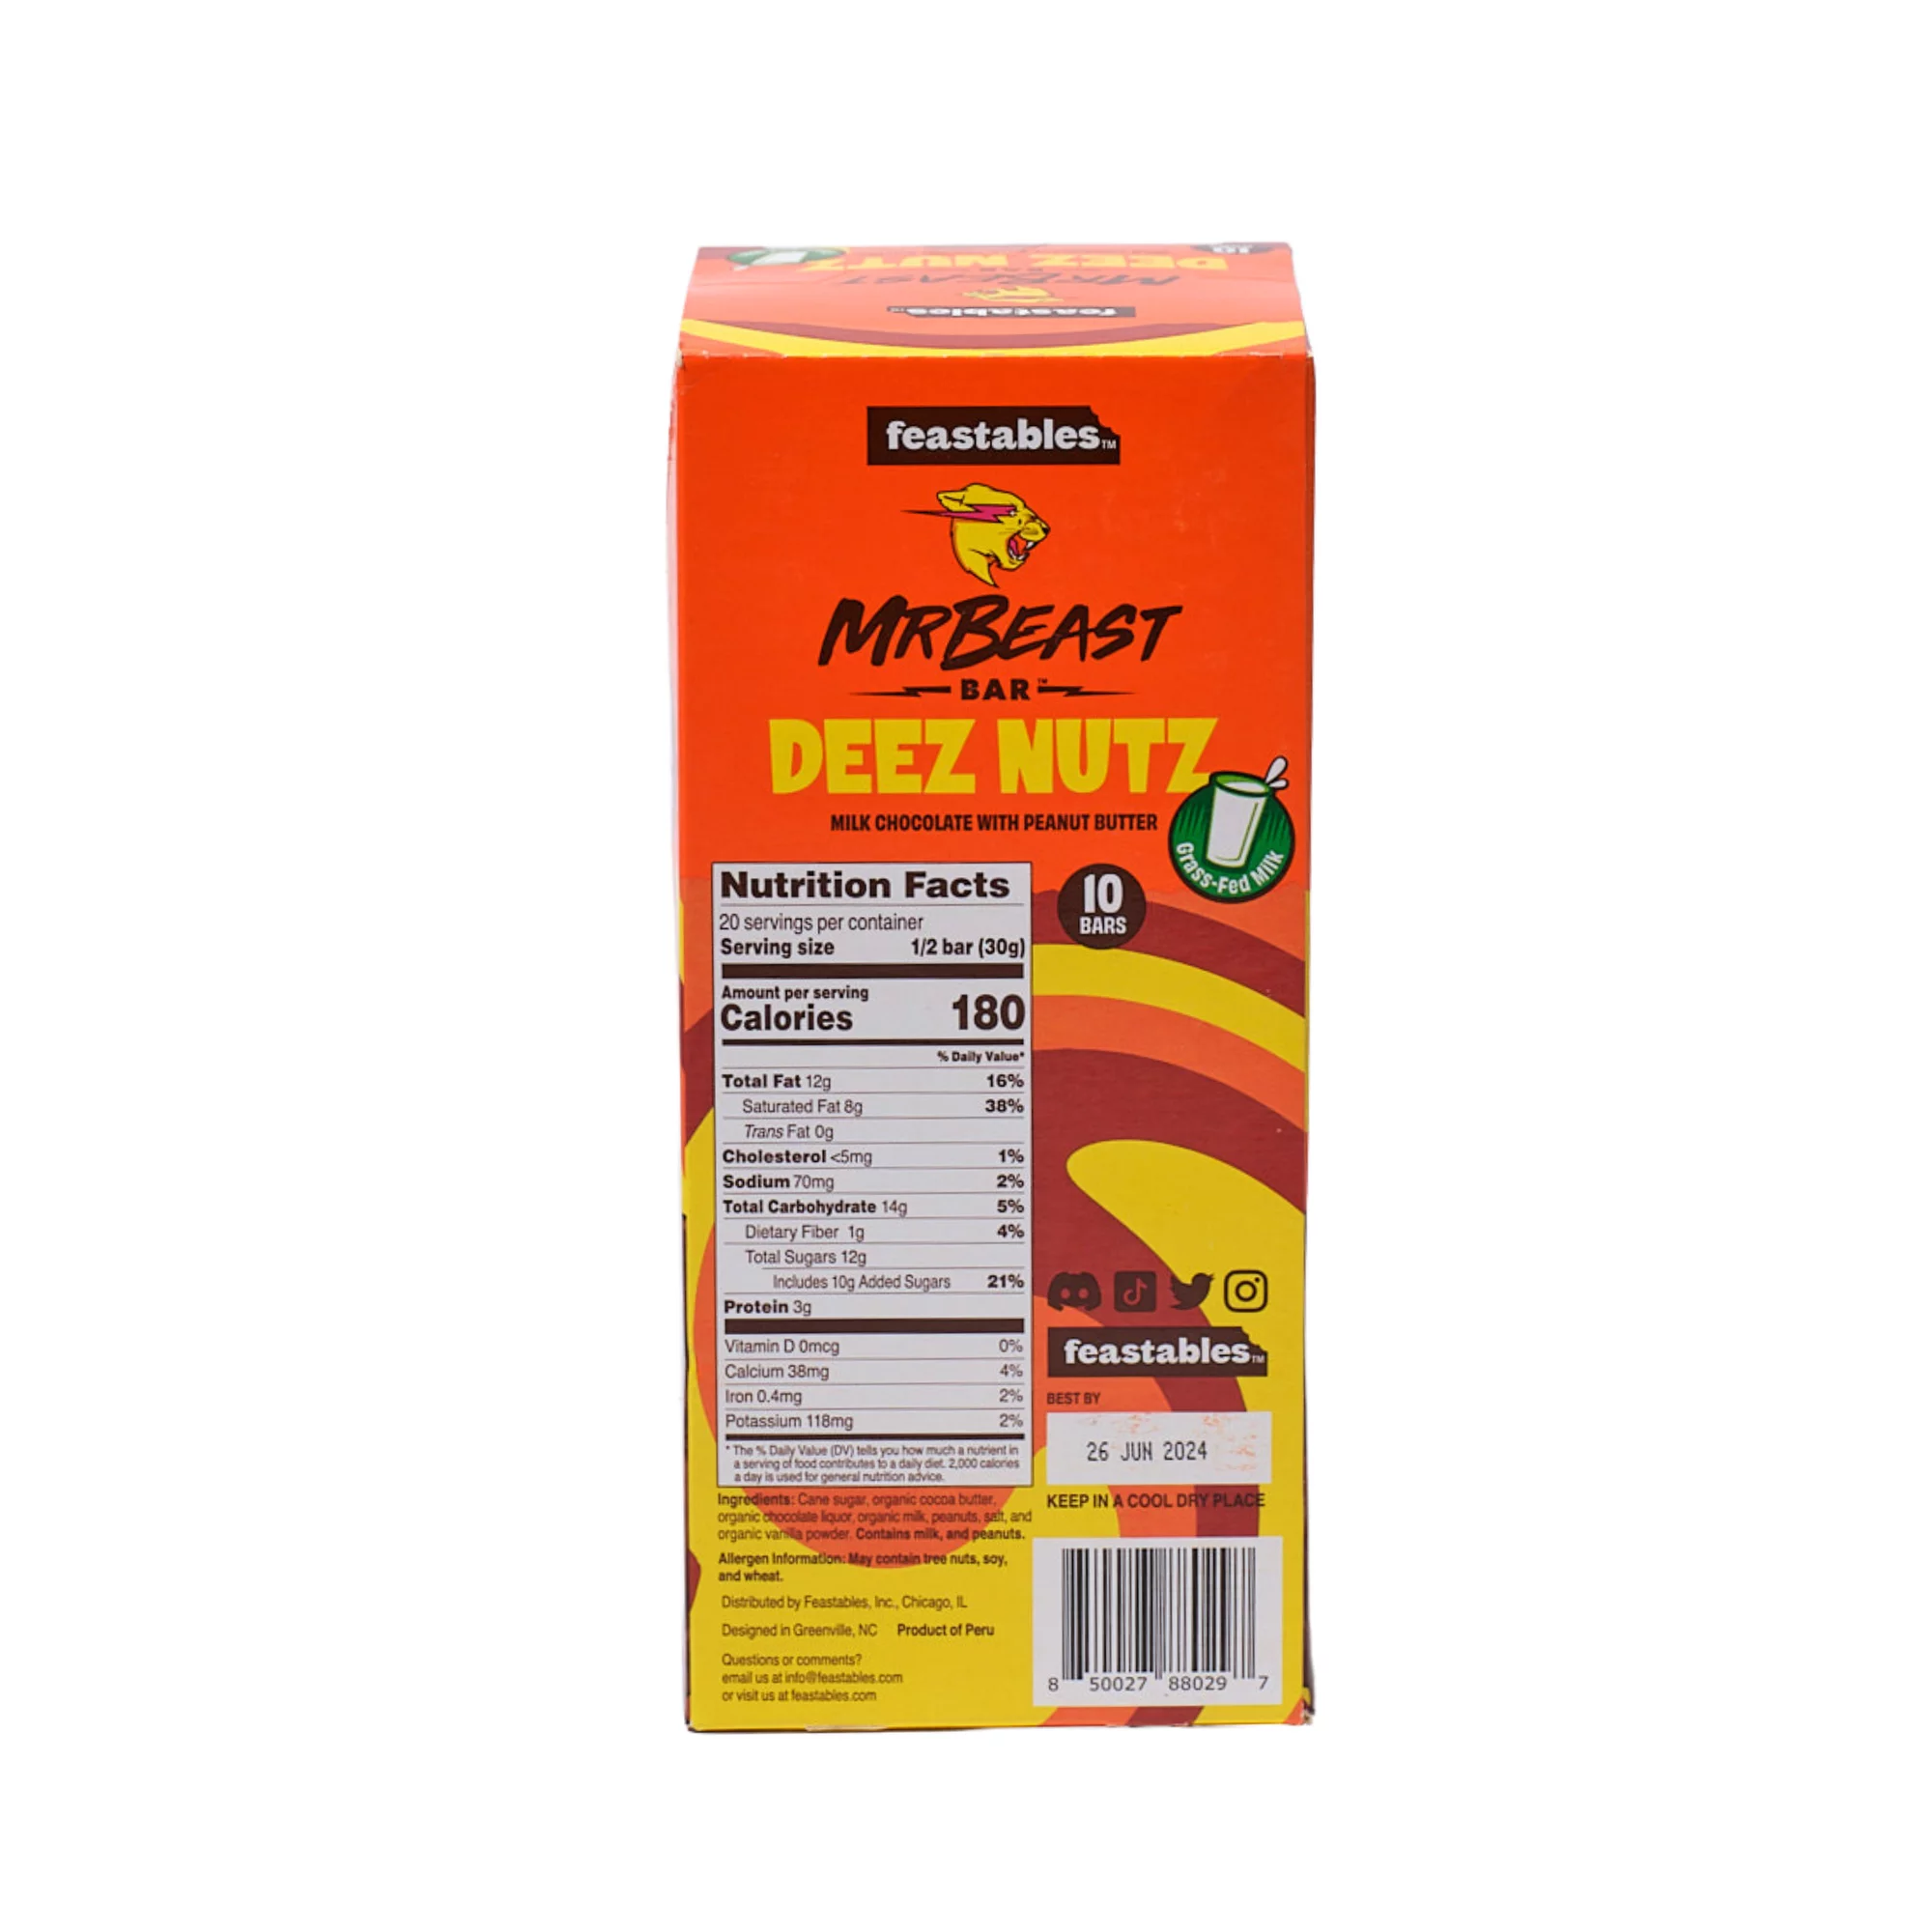 10
DEEZ NUTZ
MRBEAST
BAR
feastables™
feastables™
MRBEAST
BAR™
DEEZ NUTZ
MILK CHOCOLATE WITH PEANUT BUTTER
Grass-Fed Milk
10
BARS
Nutrition Facts
20 servings per container
Serving size 1/2 bar (30g)
Amount per serving
Calories 180
% Daily Value*
Total Fat 12g 16%
Saturated Fat 8g 38%
Trans Fat 0g
Cholesterol <5mg 1%
Sodium 70mg 2%
Total Carbohydrate 14g 5%
Dietary Fiber 1g 4%
Total Sugars 12g
Includes 10g Added Sugars 21%
Protein 3g
Vitamin D 0mcg 0%
Calcium 38mg 4%
Iron 0.4mg 2%
Potassium 118mg 2%
* The % Daily Value (DV) tells you how much a nutrient in
a serving of food contributes to a daily diet. 2,000 calories
a day is used for general nutrition advice.
Ingredients: Cane sugar, organic cocoa butter,
organic chocolate liquor, organic milk, peanuts, salt, and
organic vanilla powder. Contains milk, and peanuts.
Allergen Information: May contain tree nuts, soy,
and wheat.
Distributed by Feastables, Inc., Chicago, IL
Designed in Greenville, NC Product of Peru
Questions or comments?
email us at info@feastables.com
or visit us at feastables.com
feastables™
BEST BY
26 JUN 2024
KEEP IN A COOL DRY PLACE
8 50027 88029 7